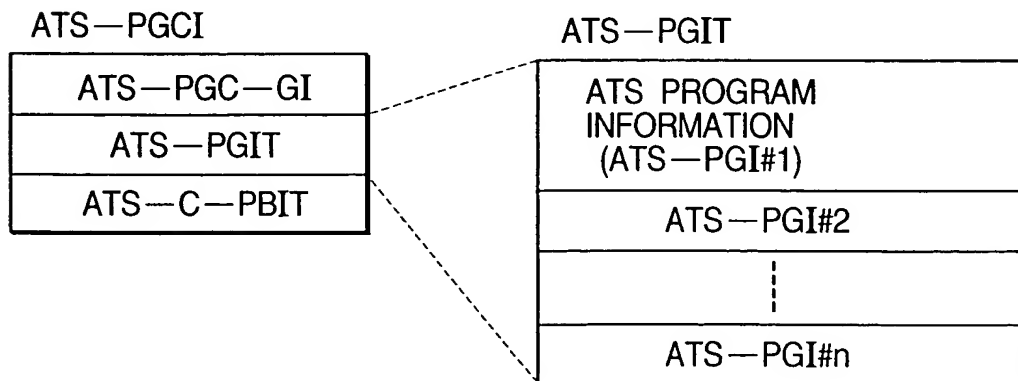 ATS—PGCI
ATS—PGC—GI
ATS—PGIT
ATS—C—PBIT
ATS—PGIT
ATS PROGRAM
INFORMATION
(ATS—PGI#1)
ATS—PGI#2
ATS—PGI#n